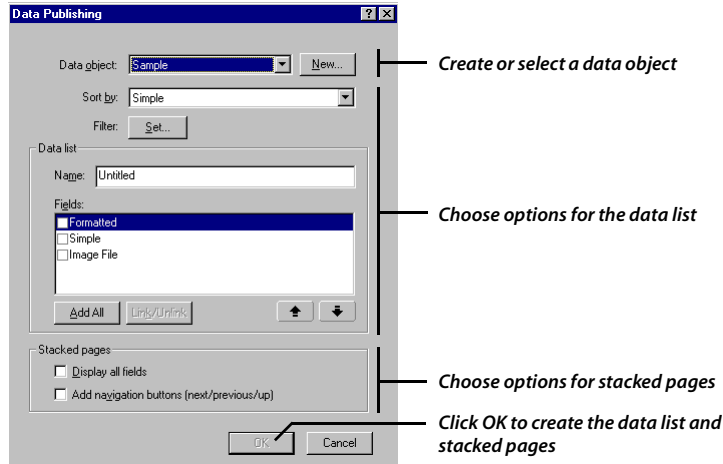 Data Publishing
Data object: Sample New...
Create or select a data object
Sort by: Simple
Filter: Set...
Data list
Name: Untitled
Fields:
Formatted
Simple
Image File
Choose options for the data list
Add All Link/Unlink
Stacked pages
Display all fields
Choose options for stacked pages
Add navigation buttons (next/previous/up)
Click OK to create the data list and
stacked pages
OK Cancel